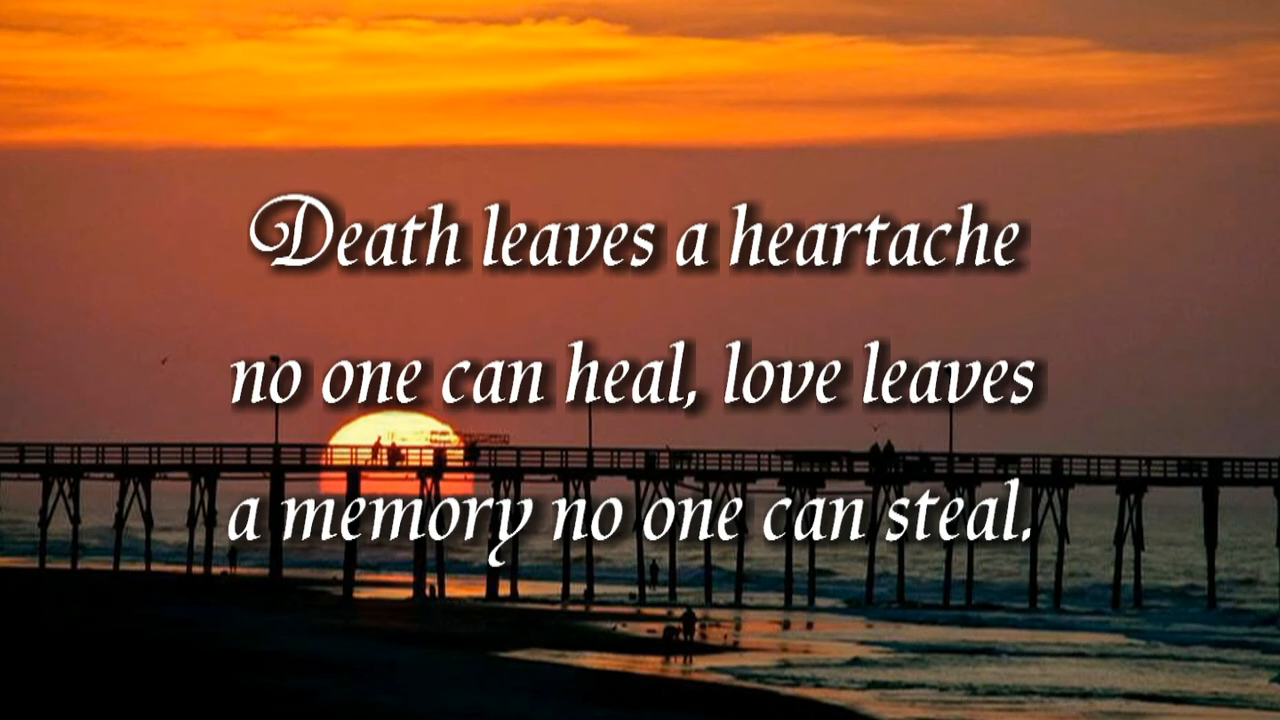 Death leaves a heartache
no one can heal, love leaves
a memory no one can steal.